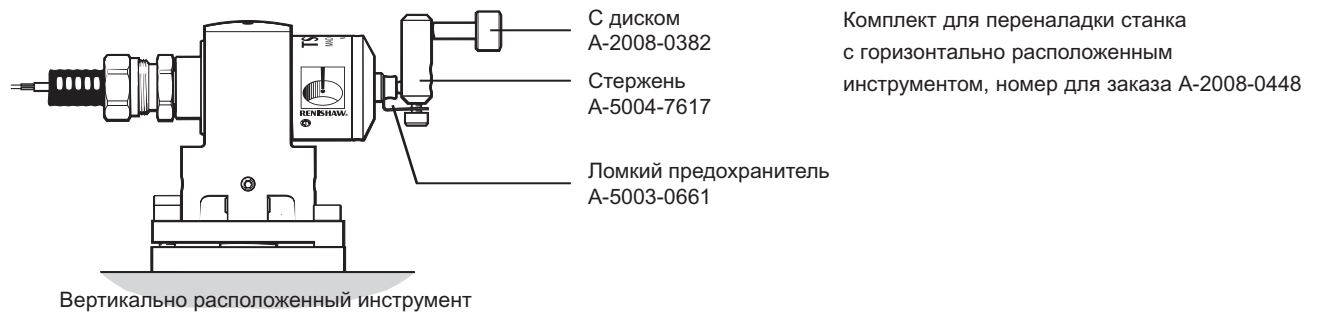 С диском
A-2008-0382
Стержень
A-5004-7617
Ломкий предохранитель
A-5003-0661
Комплект для переналадки станка
с горизонтально расположенным
инструментом, номер для заказа A-2008-0448
TS
RENISHAW
Вертикально расположенный инструмент